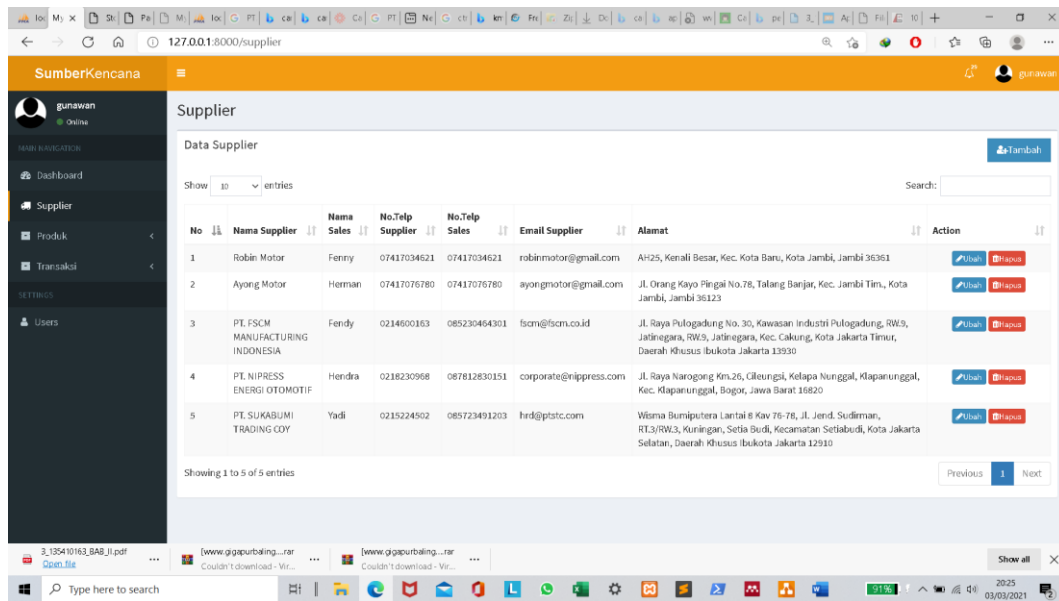 127.0.0.1:8000/supplier
SumberKencana
gunawan
gunawan
Online
MAIN NAVIGATION
Dashboard
Supplier
Produk
Transaksi
SETTINGS
Users
Supplier
Data Supplier
Tambah
Show 10 entries
Search:
No Nama Supplier Nama Sales No.Telp Supplier No.Telp Sales Email Supplier Alamat Action
1 Robin Motor Fenny 07417034621 07417034621 robinmotor@gmail.com AH25, Kenali Besar, Kec. Kota Baru, Kota Jambi, Jambi 36361 Ubah Hapus
2 Ayong Motor Herman 07417076780 07417076780 ayongmotor@gmail.com Jl. Orang Kayo Pingai No.78, Talang Banjar, Kec. Jambi Tim., Kota
Jambi, Jambi 36123 Ubah Hapus
3 PT. FSCM MANUFACTURING INDONESIA Fendy 0214600163 085230464301 fscm@fscm.co.id Jl. Raya Pulogadung No. 30, Kawasan Industri Pulogadung, RW.9,
Jatinegara, RW.9, Jatinegara, Kec. Cakung, Kota Jakarta Timur,
Daerah Khusus Ibukota Jakarta 13930 Ubah Hapus
4 PT. NIPRESS ENERGI OTOMOTIF Hendra 0218230968 087812830151 corporate@nippress.com Jl. Raya Narogong Km.26, Cileungsi, Kelapa Nunggal, Klapanunggal,
Kec. Klapanunggal, Bogor, Jawa Barat 16820 Ubah Hapus
5 PT. SUKABUMI TRADING COY Yadi 0215224502 085723491203 hrd@ptstc.com Wisma Bumiputera Lantai 8 Kav 76-78, Jl. Jend. Sudirman,
RT.3/RW.3, Kuningan, Setia Budi, Kecamatan Setiabudi, Kota Jakarta
Selatan, Daerah Khusus Ibukota Jakarta 12910 Ubah Hapus
Showing 1 to 5 of 5 entries
Previous 1 Next
3_135410163_BAB_II.pdf
Open file
[www.gigapurbaling....rar
Couldn't download - Vir...
[www.gigapurbaling....rar
Couldn't download - Vir...
Show all
Type here to search
91%
20:25
03/03/2021